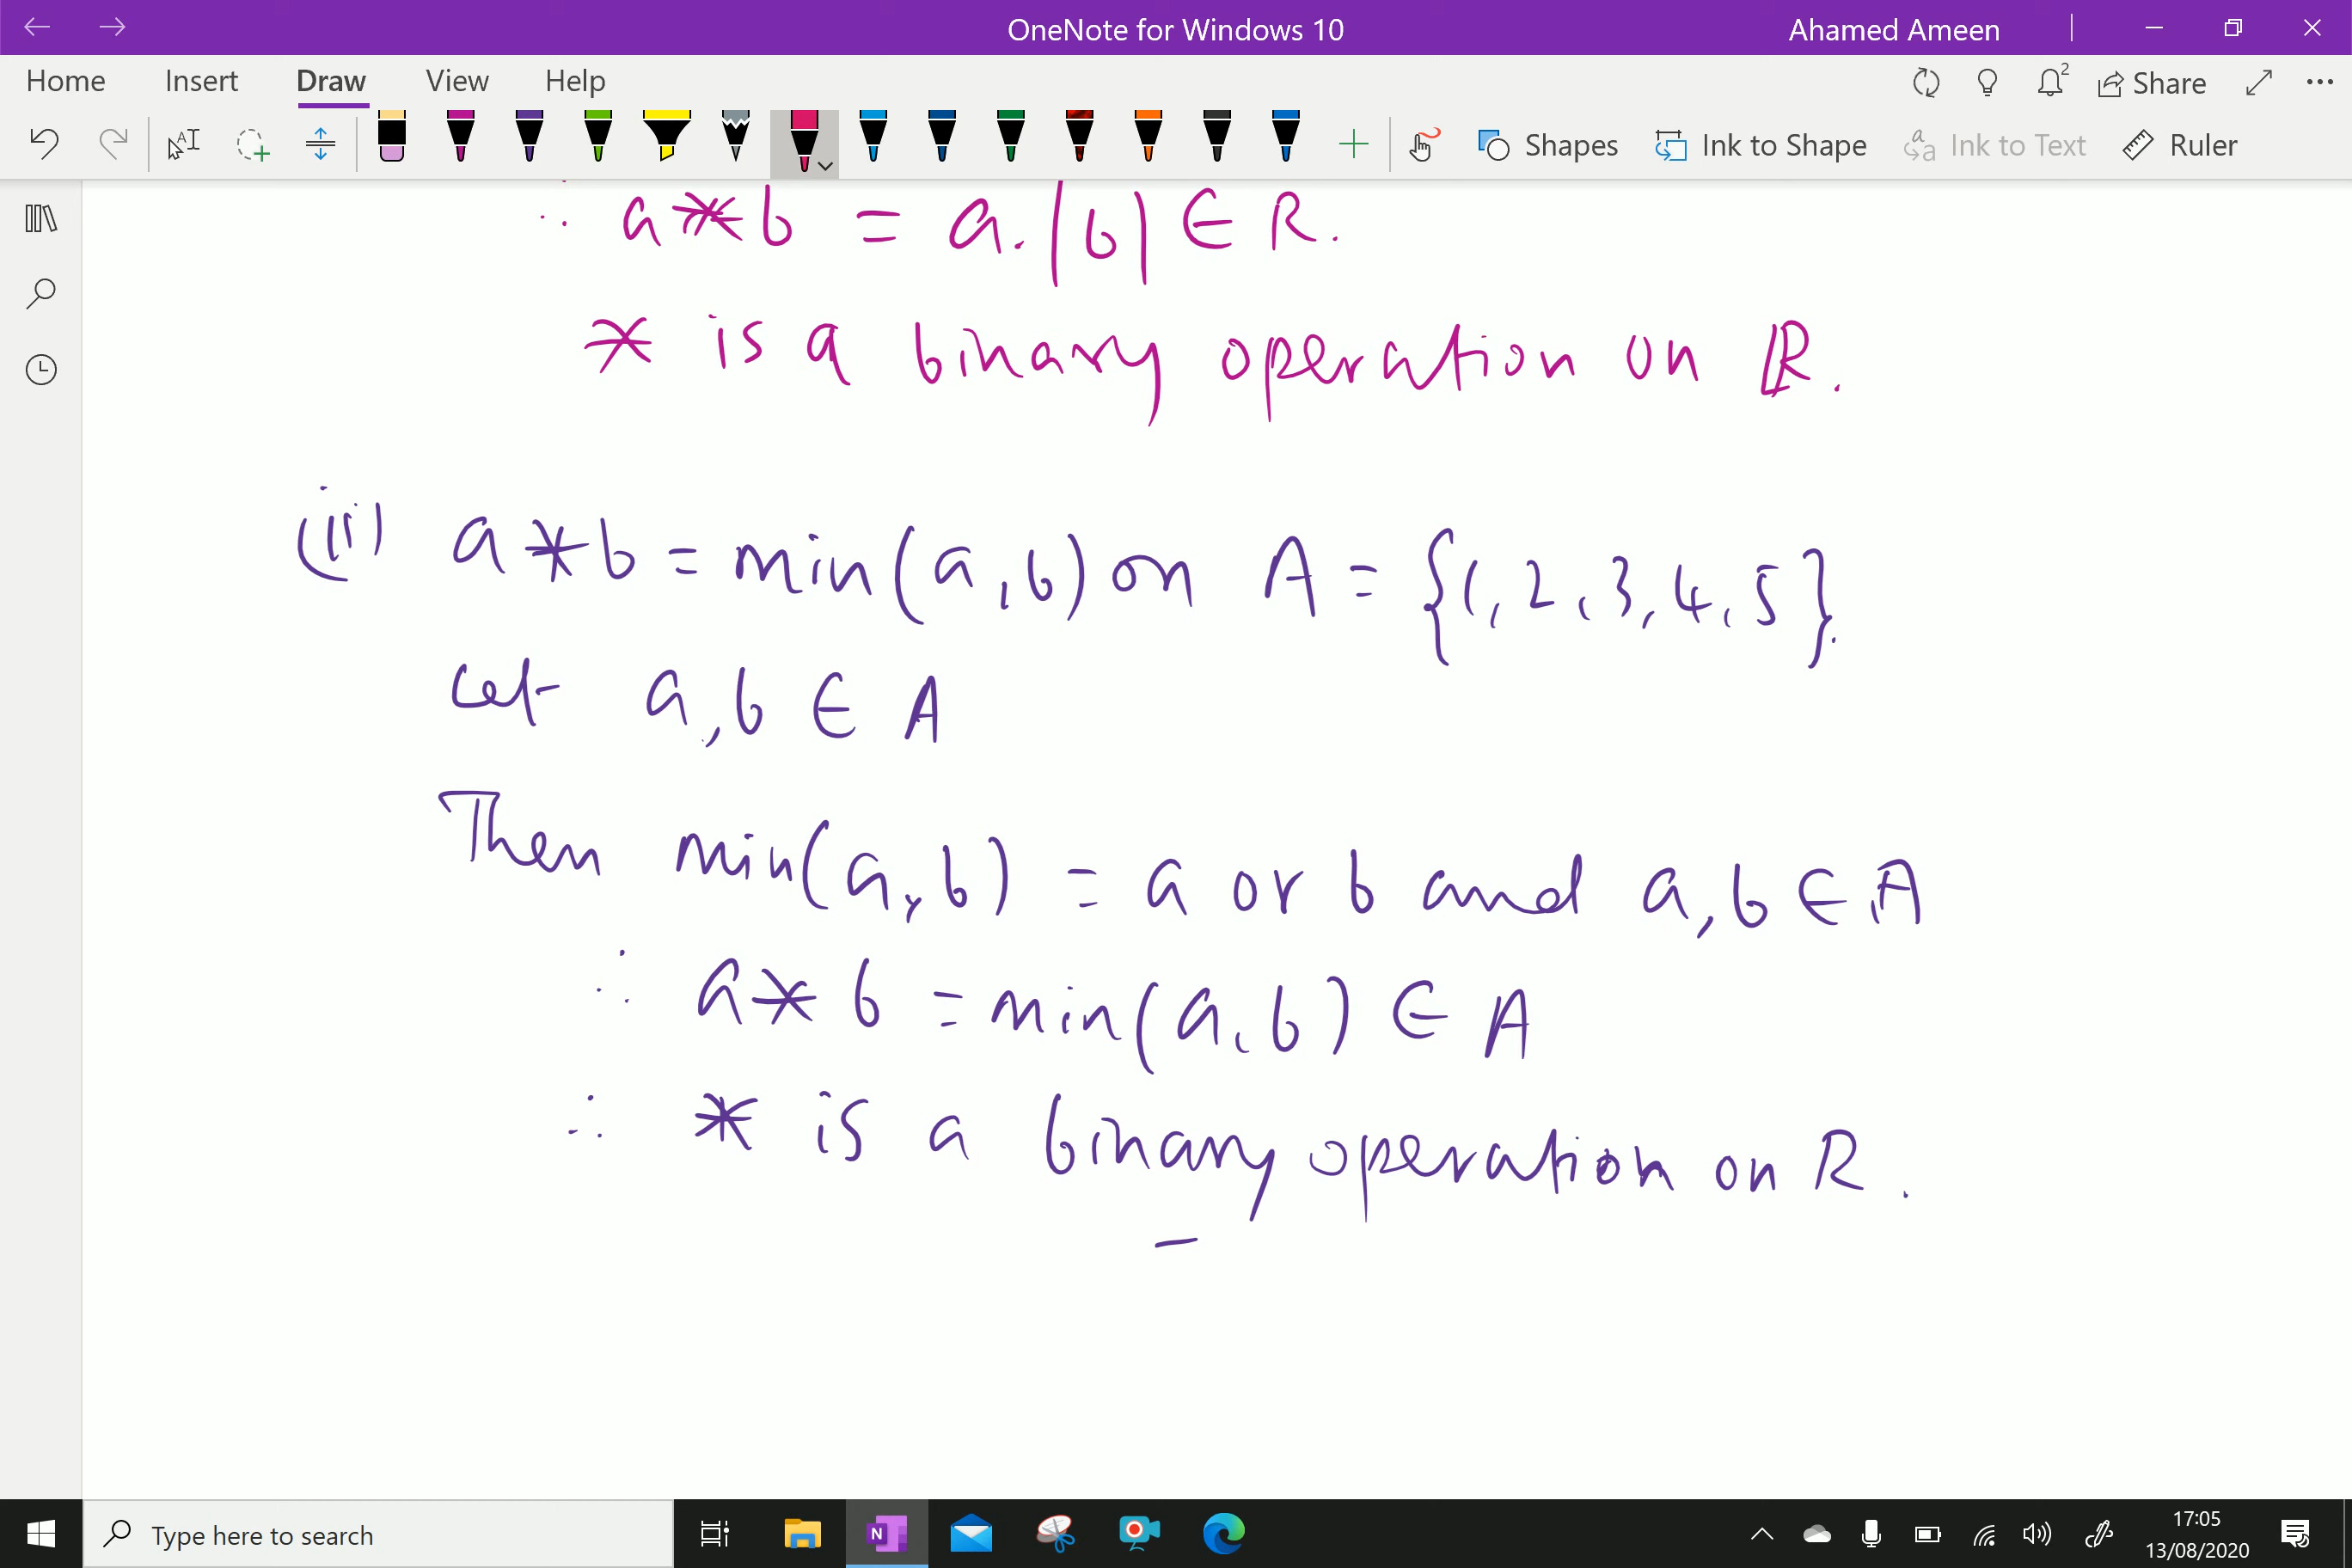 OneNote for Windows 10
Ahamed Ameen
Home Insert Draw View Help
2 Share
Shapes Ink to Shape Ink to Text Ruler
∴ a * b = a.|b| ∈ R.
* is a binary operation on ℝ.
(ii) a * b = min(a,b) on A = {1,2,3,4,5}.
Let a,b ∈ A
Then min(a,b) = a or b and a,b ∈ A
∴ a * b = min(a,b) ∈ A
∴ * is a binary operation on R.
Type here to search
17:05
13/08/2020